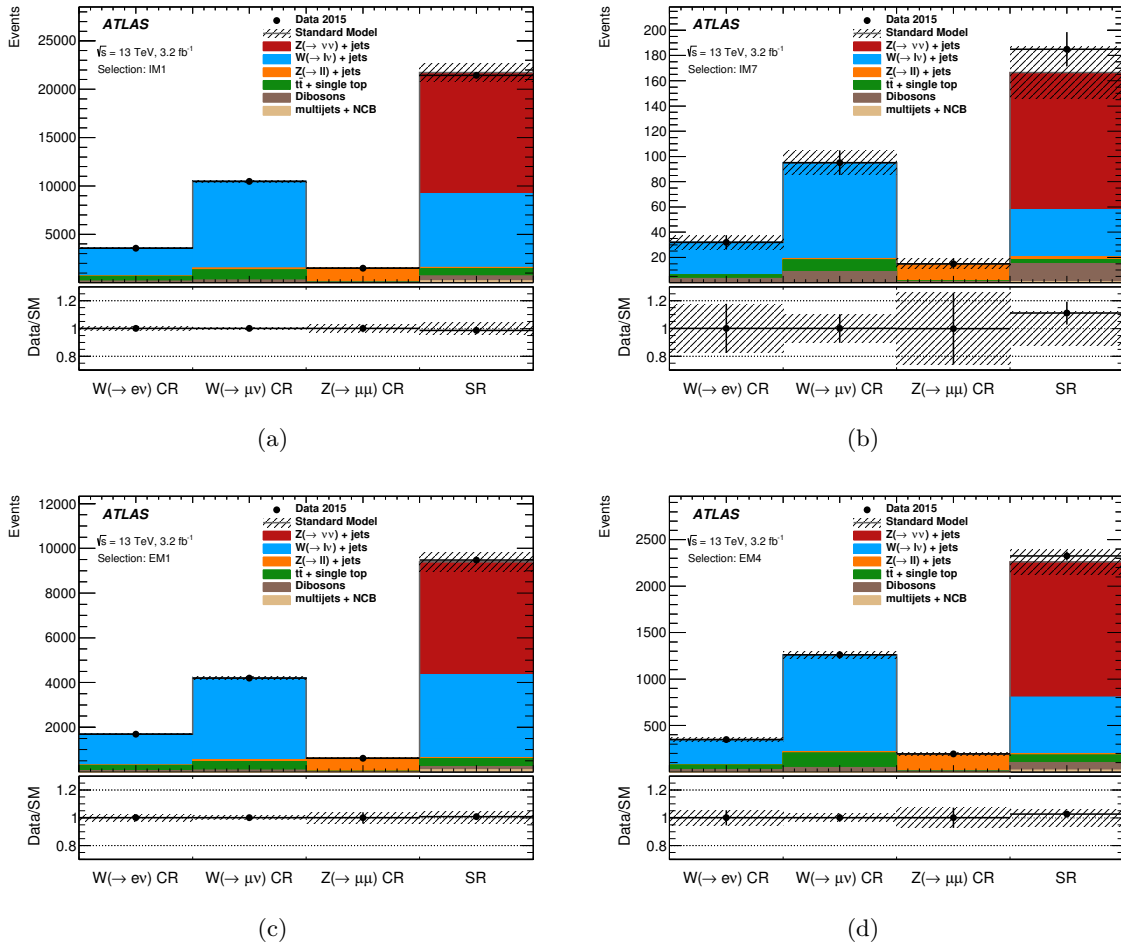 Events
ATLAS
√s = 13 TeV, 3.2 fb-1
Selection: IM1
Data 2015
Standard Model
Z(→ νν) + jets
W(→ lν) + jets
Z(→ ll) + jets
tt̄ + single top
Dibosons
multijets + NCB
28000
24000
20000
16000
12000
8000
4000
Data/SM
1.2
1
0.8
W(→ eν) CR
W(→ μν) CR
Z(→ μμ) CR
SR
(a)
Events
ATLAS
√s = 13 TeV, 3.2 fb-1
Selection: IM7
Data 2015
Standard Model
Z(→ νν) + jets
W(→ lν) + jets
Z(→ ll) + jets
tt̄ + single top
Dibosons
multijets + NCB
200
180
160
140
120
100
80
60
40
20
Data/SM
1.2
1
0.8
W(→ eν) CR
W(→ μν) CR
Z(→ μμ) CR
SR
(b)
Events
ATLAS
√s = 13 TeV, 3.2 fb-1
Selection: EM1
Data 2015
Standard Model
Z(→ νν) + jets
W(→ lν) + jets
Z(→ ll) + jets
tt̄ + single top
Dibosons
multijets + NCB
12000
10000
8000
6000
4000
2000
Data/SM
1.2
1
0.8
W(→ eν) CR
W(→ μν) CR
Z(→ μμ) CR
SR
(c)
Events
ATLAS
√s = 13 TeV, 3.2 fb-1
Selection: EM4
Data 2015
Standard Model
Z(→ νν) + jets
W(→ lν) + jets
Z(→ ll) + jets
tt̄ + single top
Dibosons
multijets + NCB
2500
2000
1500
1000
500
Data/SM
1.2
1
0.8
W(→ eν) CR
W(→ μν) CR
Z(→ μμ) CR
SR
(d)